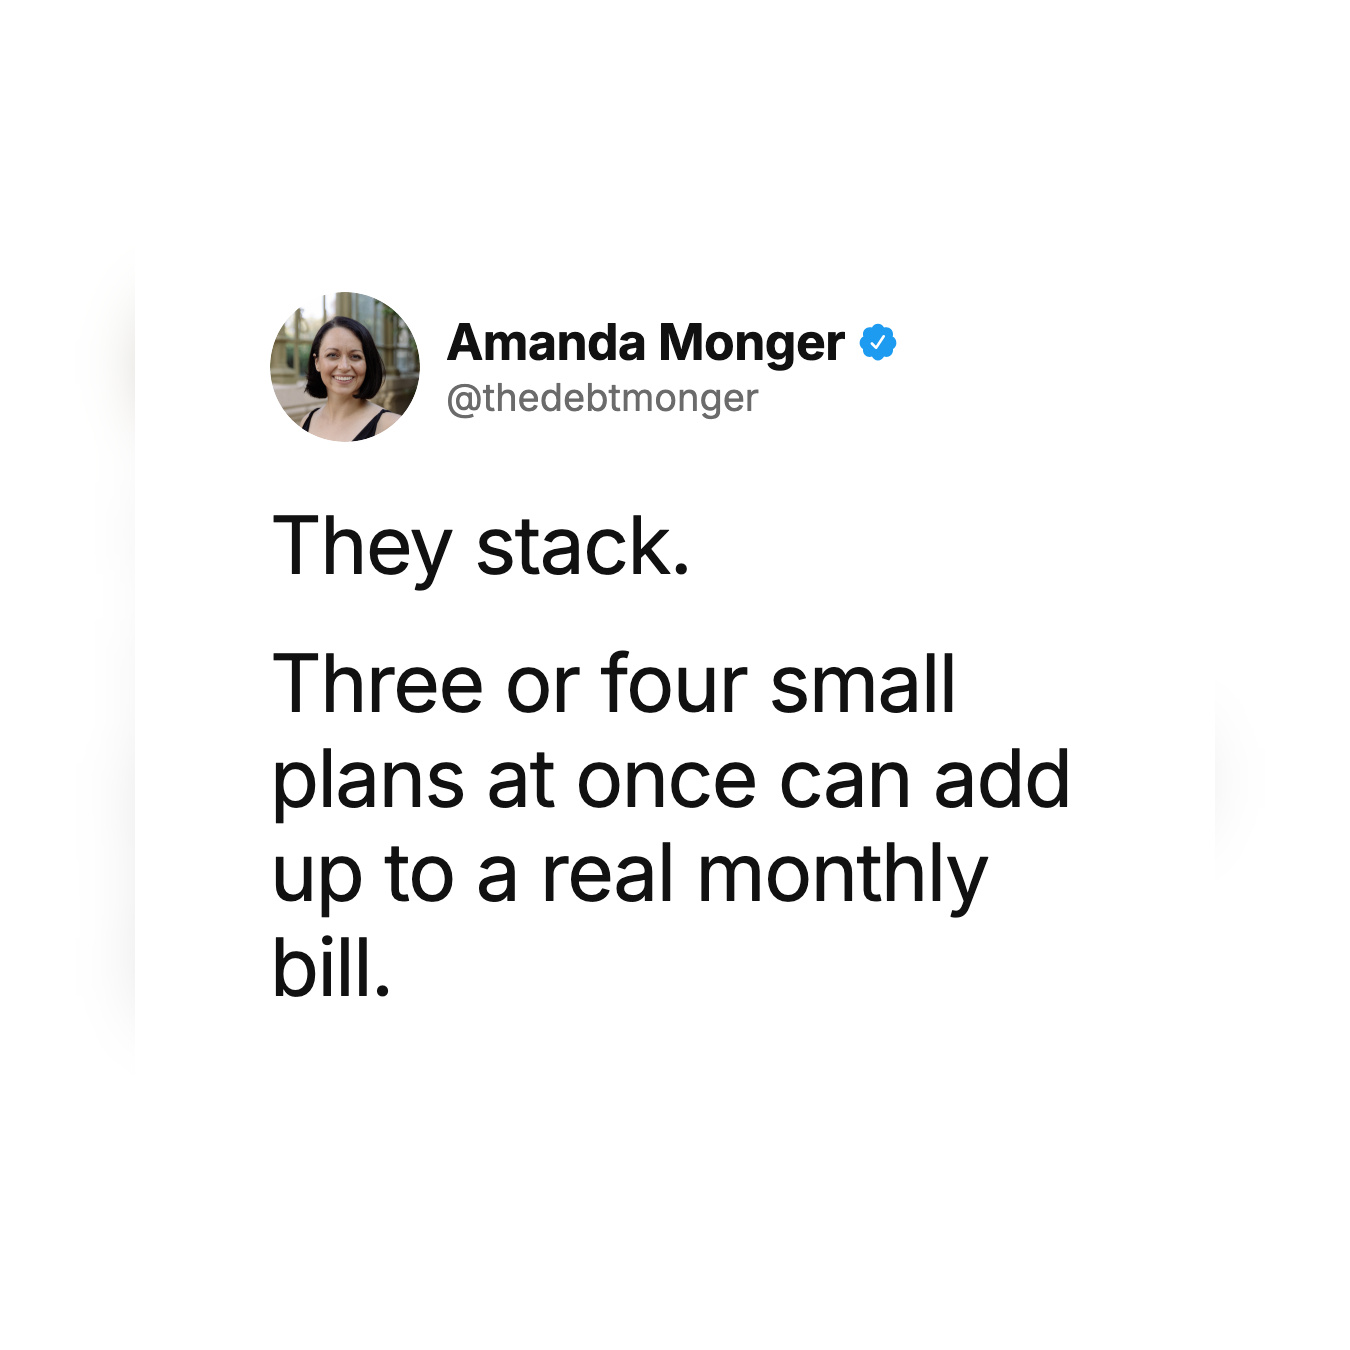 Amanda Monger
@thedebtmonger
They stack.
Three or four small
plans at once can add
up to a real monthly
bill.